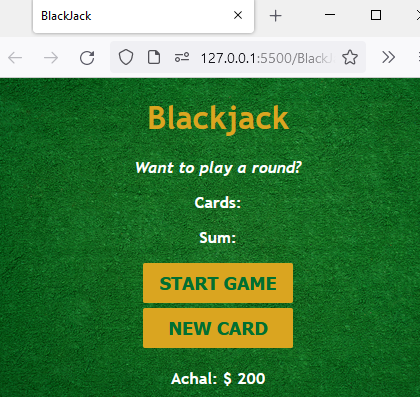 BlackJack
127.0.0.1:5500/BlackJ
Blackjack
Want to play a round?
Cards:
Sum:
START GAME
NEW CARD
Achal: $ 200